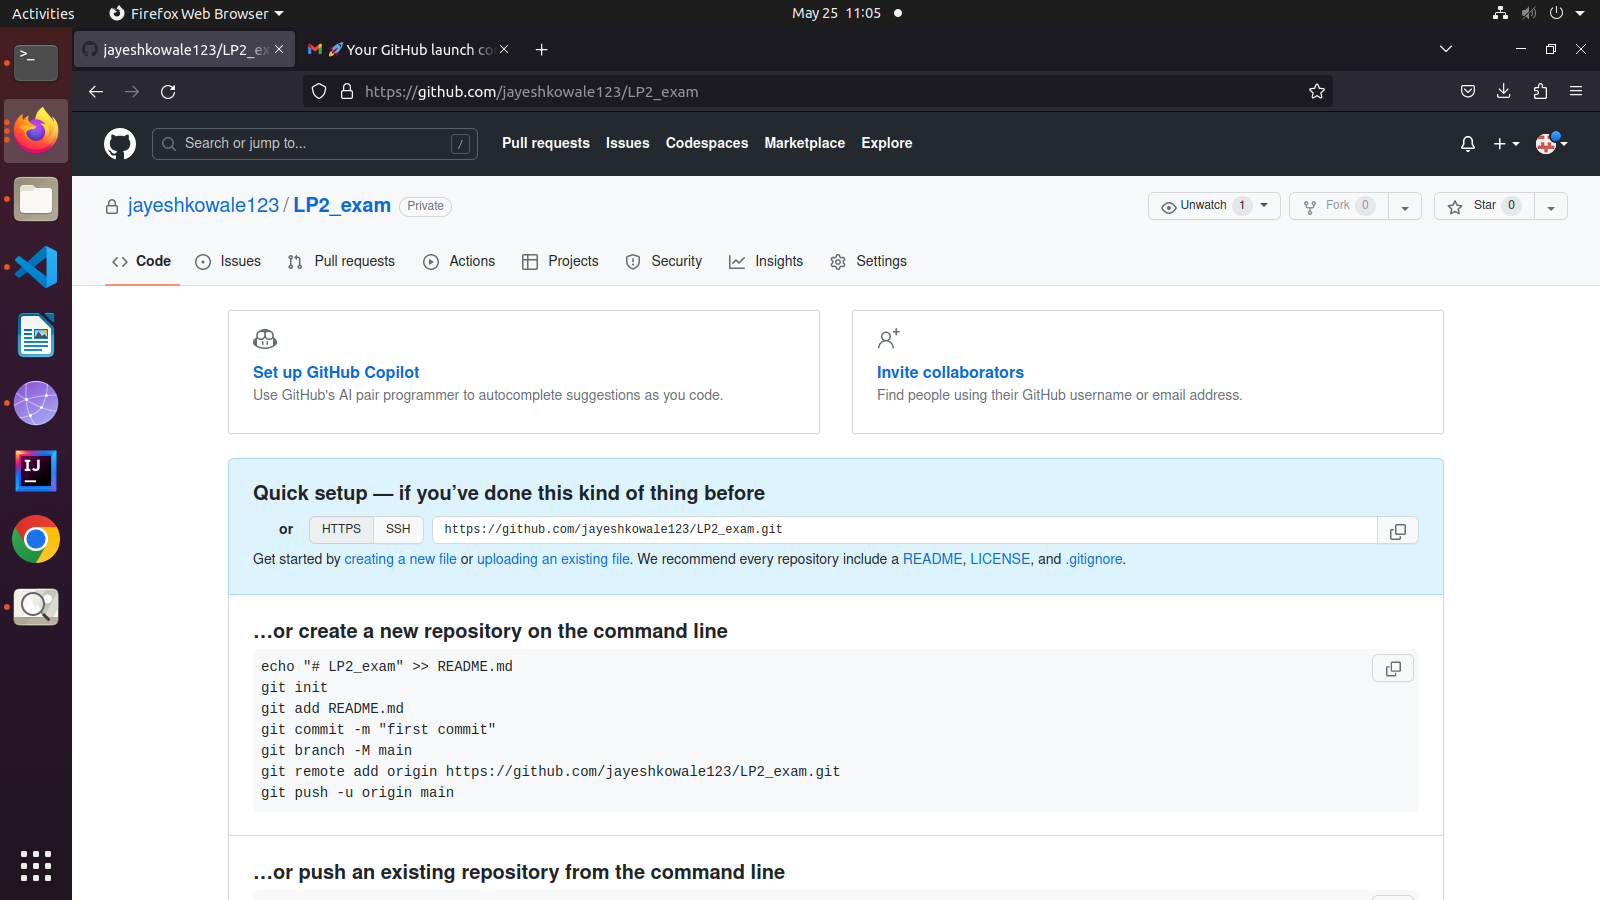 Activities Firefox Web Browser May 25 11:05
jayeshkowale123/LP2_ex Your GitHub launch co
https://github.com/jayeshkowale123/LP2_exam
Search or jump to... / Pull requests Issues Codespaces Marketplace Explore
jayeshkowale123 / LP2_exam Private Unwatch 1 Fork 0 Star 0
Code Issues Pull requests Actions Projects Security Insights Settings
Set up GitHub Copilot
Use GitHub's AI pair programmer to autocomplete suggestions as you code.
Invite collaborators
Find people using their GitHub username or email address.
Quick setup — if you’ve done this kind of thing before
or HTTPS SSH https://github.com/jayeshkowale123/LP2_exam.git
Get started by creating a new file or uploading an existing file. We recommend every repository include a README, LICENSE, and .gitignore.
…or create a new repository on the command line
echo "# LP2_exam" >> README.md
git init
git add README.md
git commit -m "first commit"
git branch -M main
git remote add origin https://github.com/jayeshkowale123/LP2_exam.git
git push -u origin main
…or push an existing repository from the command line
>_
IJ